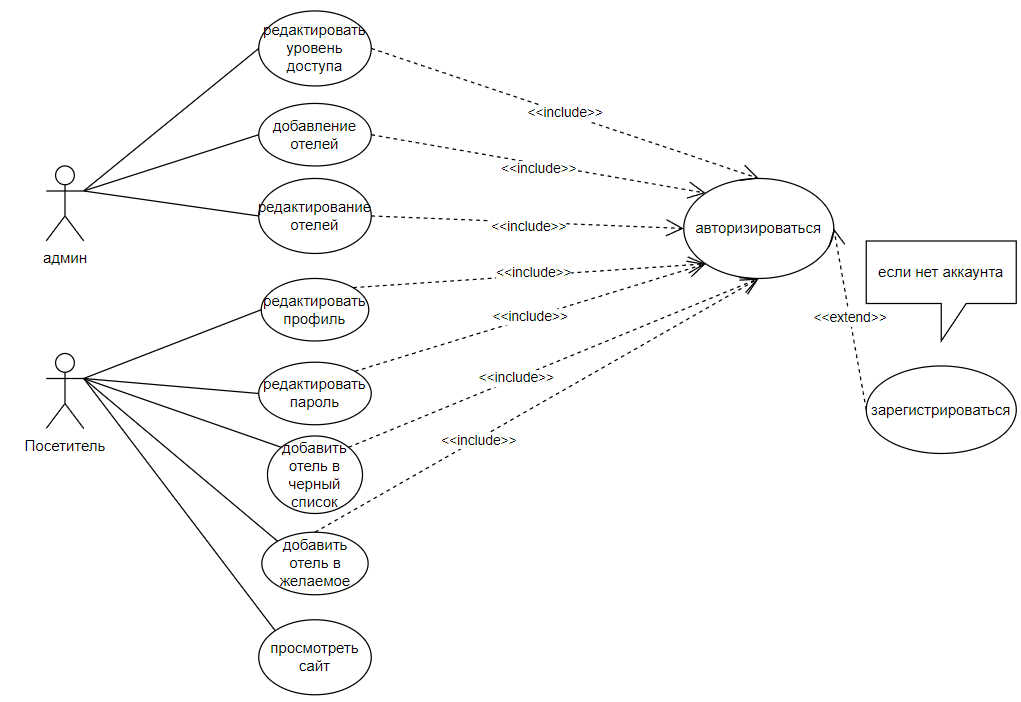 редактировать
уровень
доступа
<<include>>
добавление
отелей
<<include>>
админ
редактирование
отелей
<<include>>
авторизироваться
<<include>>
если нет аккаунта
редактировать
профиль
<<include>>
<<extend>>
Посетитель
редактировать
пароль
<<include>>
зарегистрироваться
<<include>>
добавить
отель в
черный
список
добавить
отель в
желаемое
просмотреть
сайт